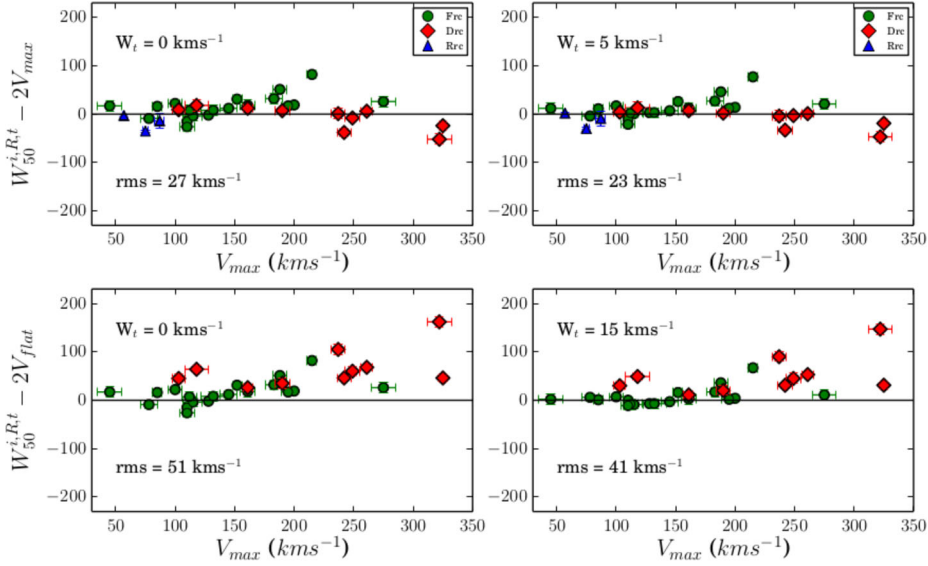 200
100
0
−100
−200
W_t = 0 kms⁻¹
Frc
Drc
Rrc
rms = 27 kms⁻¹
50 100 150 200 250 300 350
V_max (kms⁻¹)
W_50^{i,R,t} − 2V_max
200
100
0
−100
−200
W_t = 5 kms⁻¹
Frc
Drc
Rrc
rms = 23 kms⁻¹
50 100 150 200 250 300 350
V_max (kms⁻¹)
200
100
0
−100
−200
W_t = 0 kms⁻¹
rms = 51 kms⁻¹
50 100 150 200 250 300 350
V_max (kms⁻¹)
W_50^{i,R,t} − 2V_flat
200
100
0
−100
−200
W_t = 15 kms⁻¹
rms = 41 kms⁻¹
50 100 150 200 250 300 350
V_max (kms⁻¹)